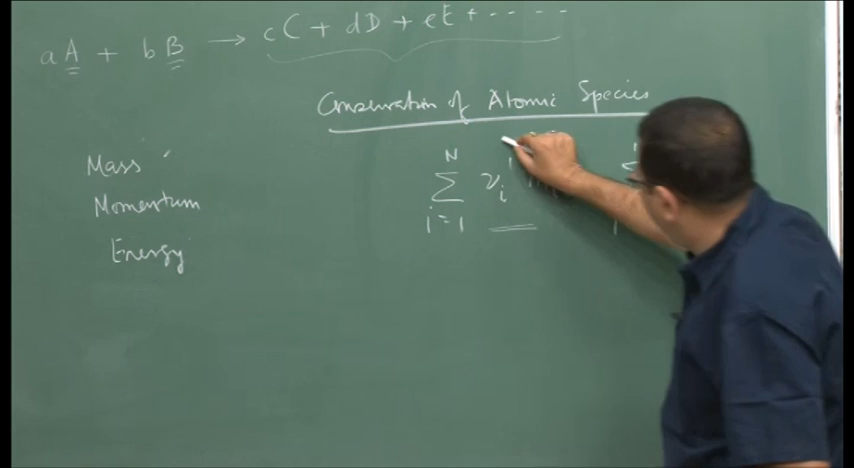 aA + bB → cC + dD + eE + .....
Conservation of Atomic Species
Mass
Momentum
Energy
N
∑ νi'
i=1